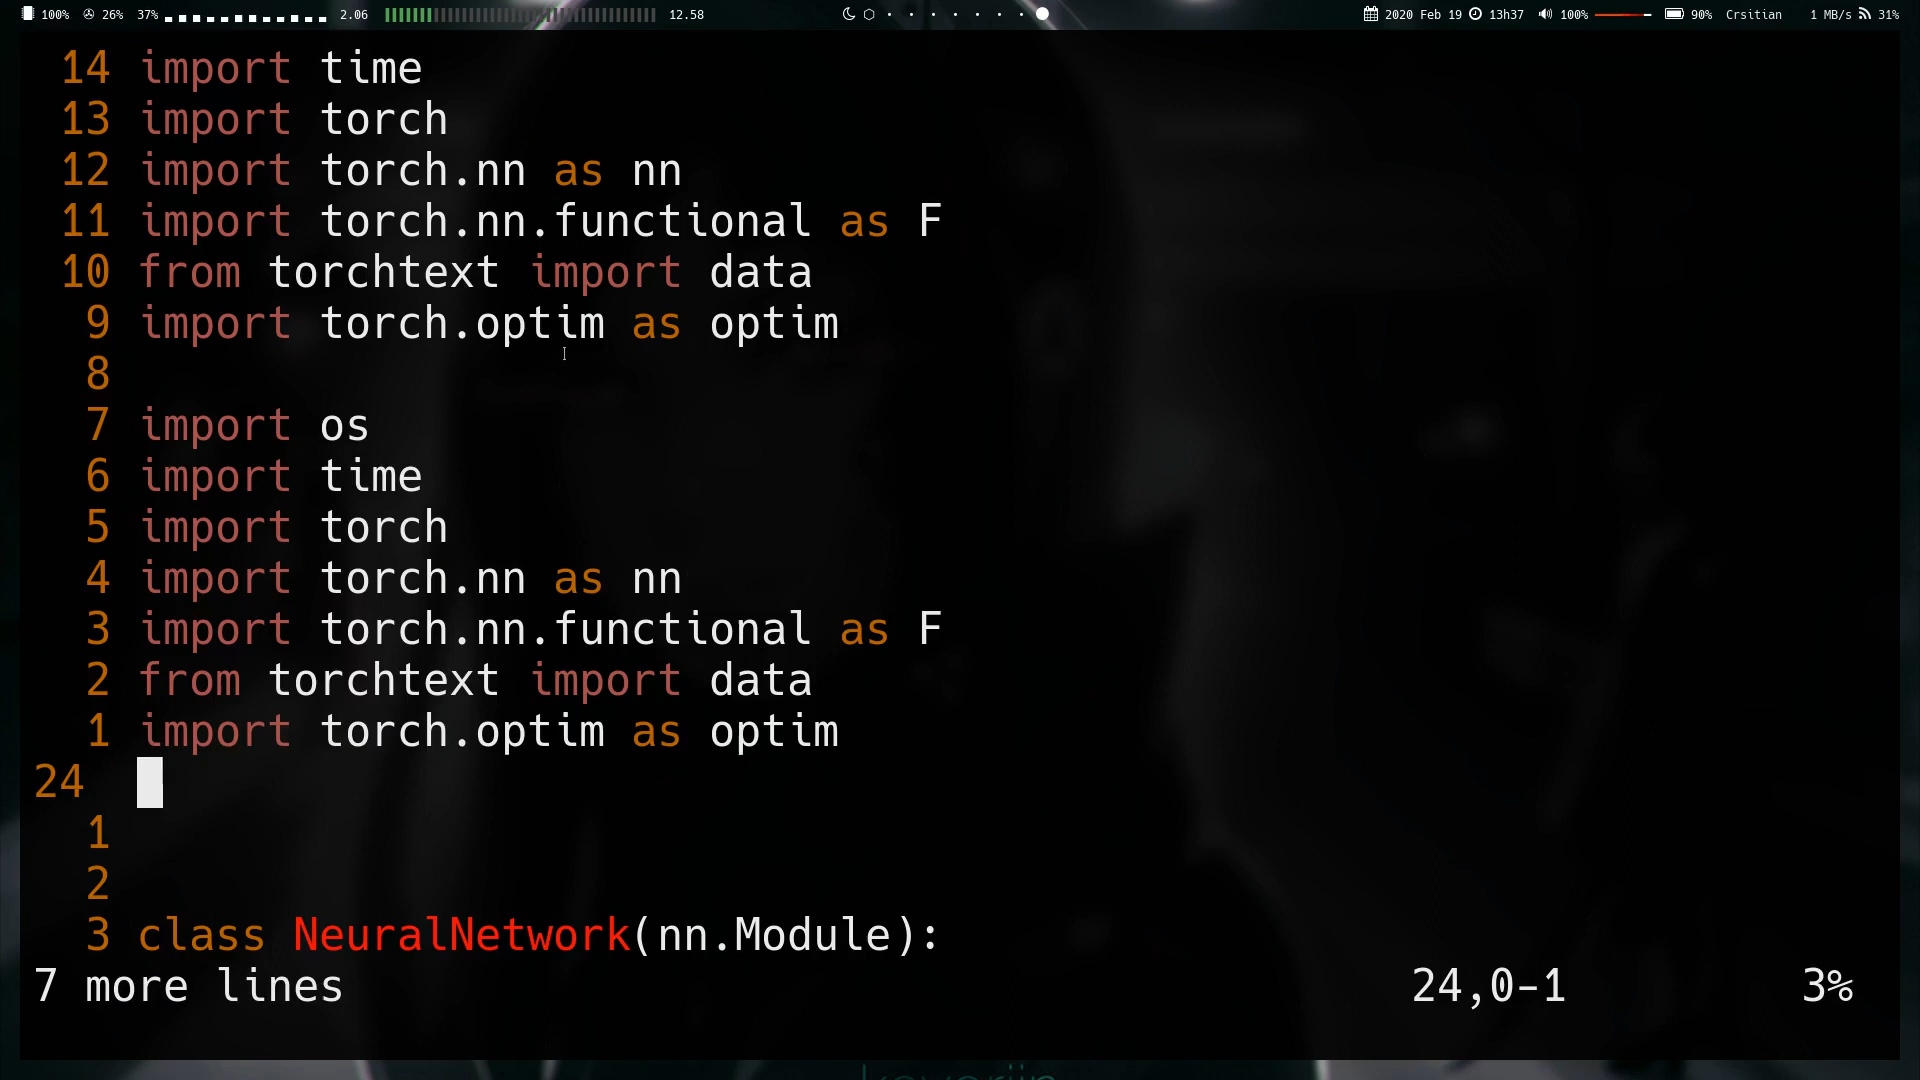 100% 26% 37% 2.06 12.58 2020 Feb 19 13h37 100% 90% Crsitian 1 MB/s 31%
14 import time
13 import torch
12 import torch.nn as nn
11 import torch.nn.functional as F
10 from torchtext import data
9 import torch.optim as optim
8
7 import os
6 import time
5 import torch
4 import torch.nn as nn
3 import torch.nn.functional as F
2 from torchtext import data
1 import torch.optim as optim
24
1
2
3 class NeuralNetwork(nn.Module):
7 more lines 24,0-1 3%